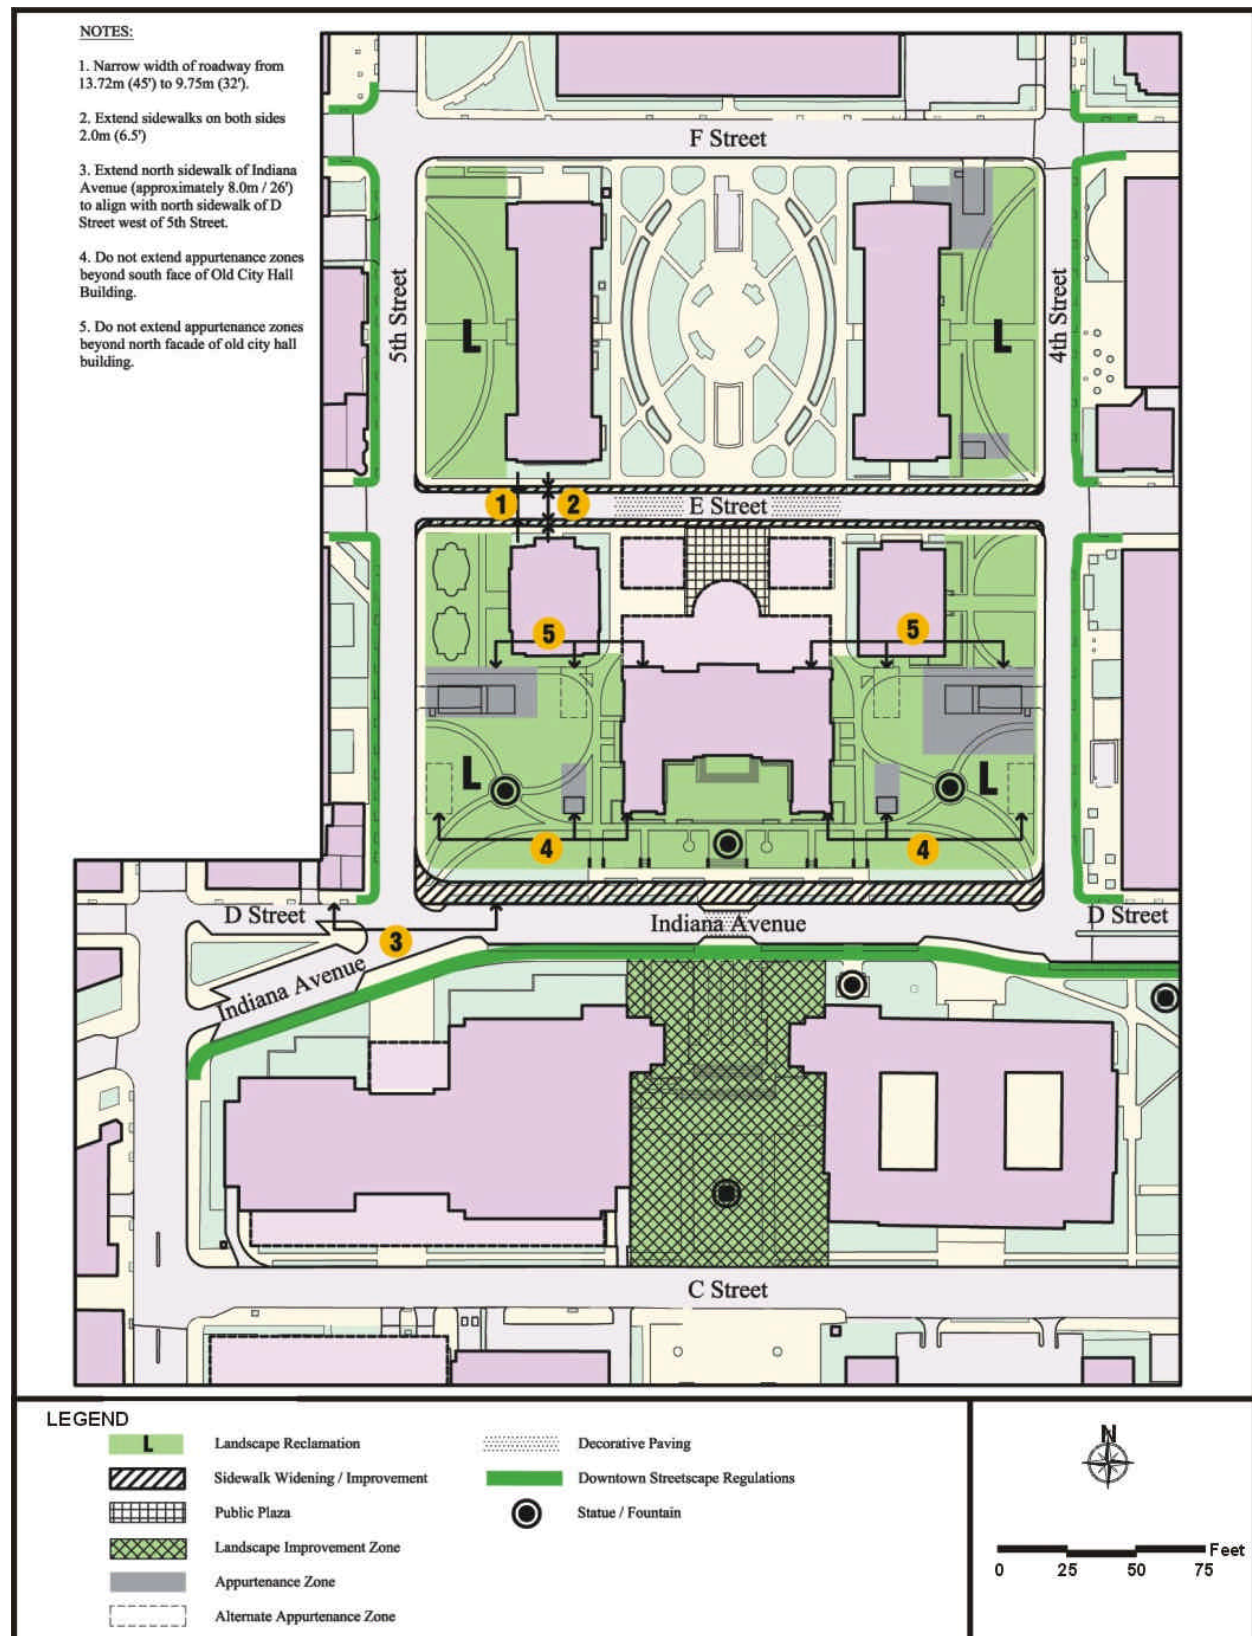 NOTES:
1. Narrow width of roadway from
13.72m (45') to 9.75m (32').
2. Extend sidewalks on both sides
2.0m (6.5')
3. Extend north sidewalk of Indiana
Avenue (approximately 8.0m / 26')
to align with north sidewalk of D
Street west of 5th Street.
4. Do not extend appurtenance zones
beyond south face of Old City Hall
Building.
5. Do not extend appurtenance zones
beyond north facade of old city hall
building.
F Street
5th Street
4th Street
L
L
1
2
E Street
5
5
L
L
4
4
D Street
Indiana Avenue
D Street
3
Indiana Avenue
C Street
LEGEND
L
Landscape Reclamation
Sidewalk Widening / Improvement
Public Plaza
Landscape Improvement Zone
Appurtenance Zone
Alternate Appurtenance Zone
Decorative Paving
Downtown Streetscape Regulations
Statue / Fountain
N
Feet
0 25 50 75